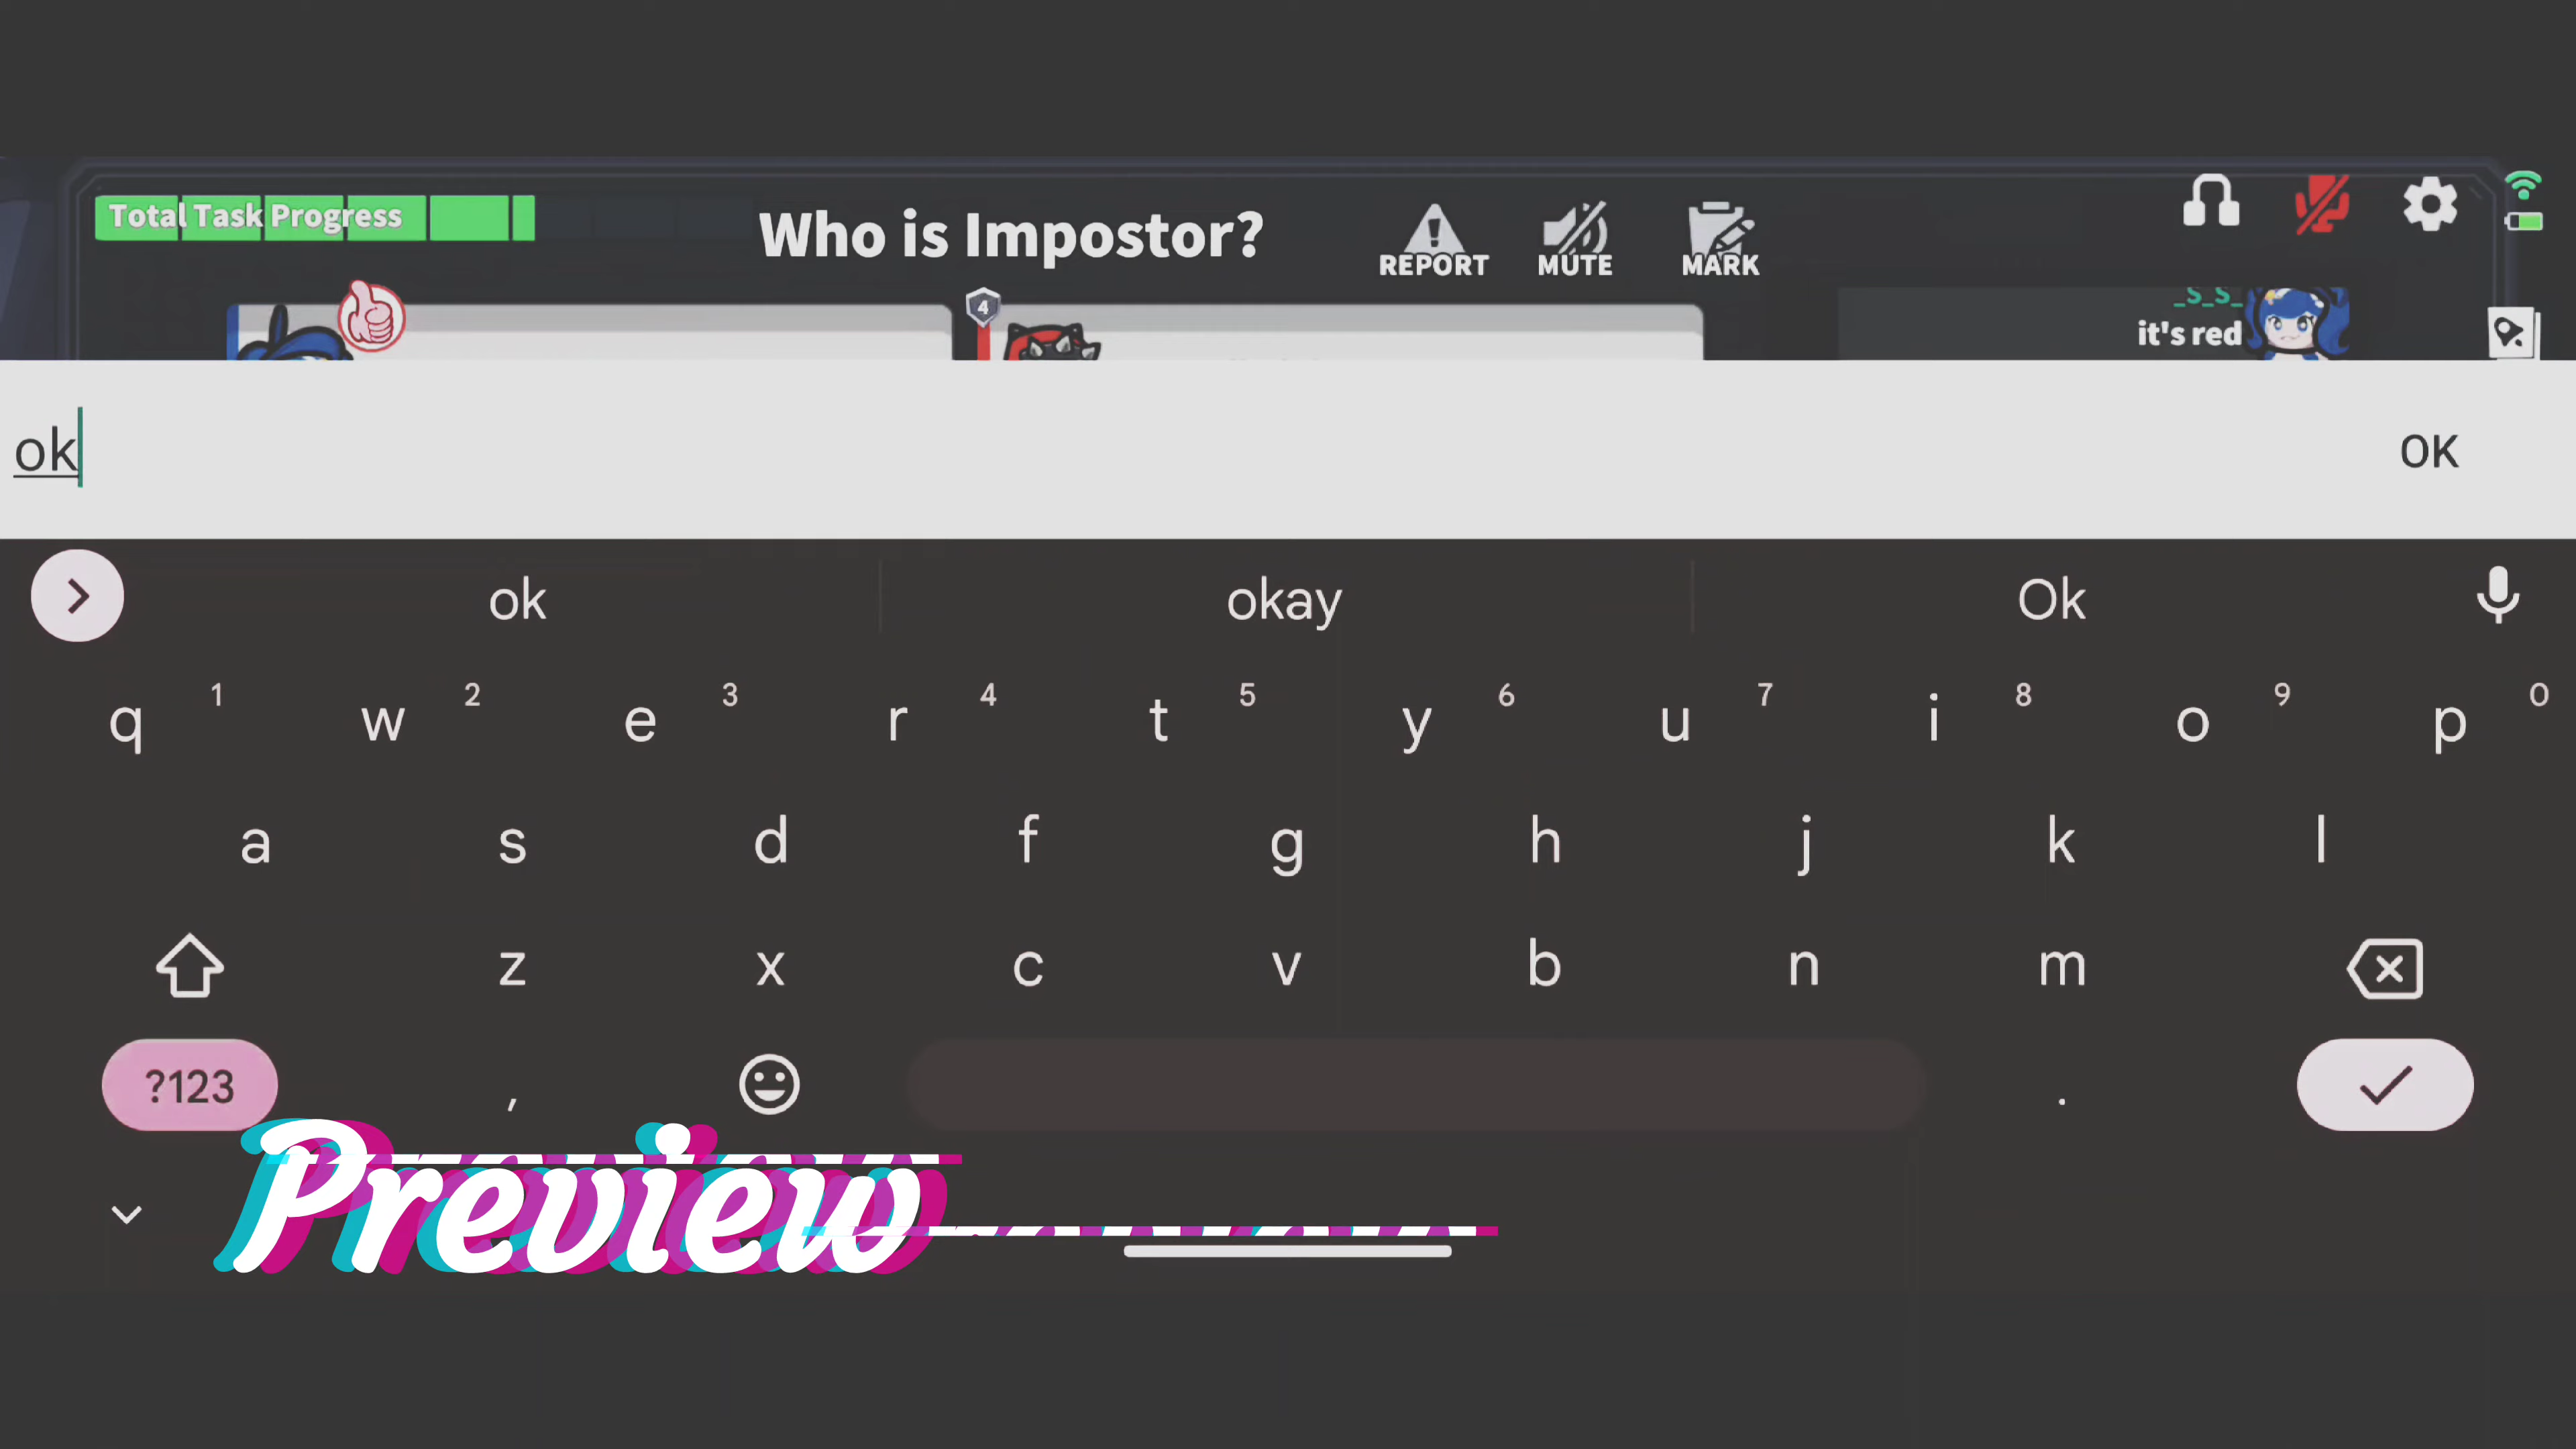 Total Task Progress
Who is Impostor?
REPORT
MUTE
MARK
4
_S_S_
it's red
ok
OK
ok
okay
Ok
q 1 w 2 e 3 r 4 t 5 y 6 u 7 i 8 o 9 p 0
a s d f g h j k l
z x c v b n m
?123 , .
Preview